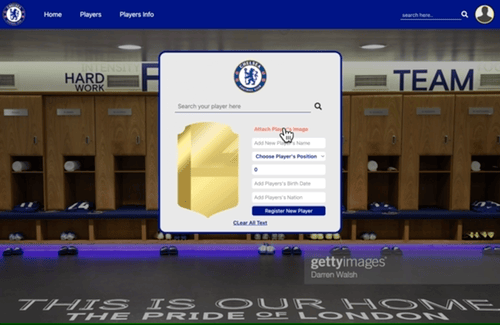 Home Players Players Info search here..
INTENSITY
HARD
WORK
TEAM
CHELSEA
Search your player here
Attach Player's Image
Add New Player's Name
Choose Player's Position
0
Add Players's Birth Date
Add Players's Nation
Register New Player
CLear All Text
gettyimages
Darren Walsh
THIS IS OUR HOME
THE PRIDE OF LONDON